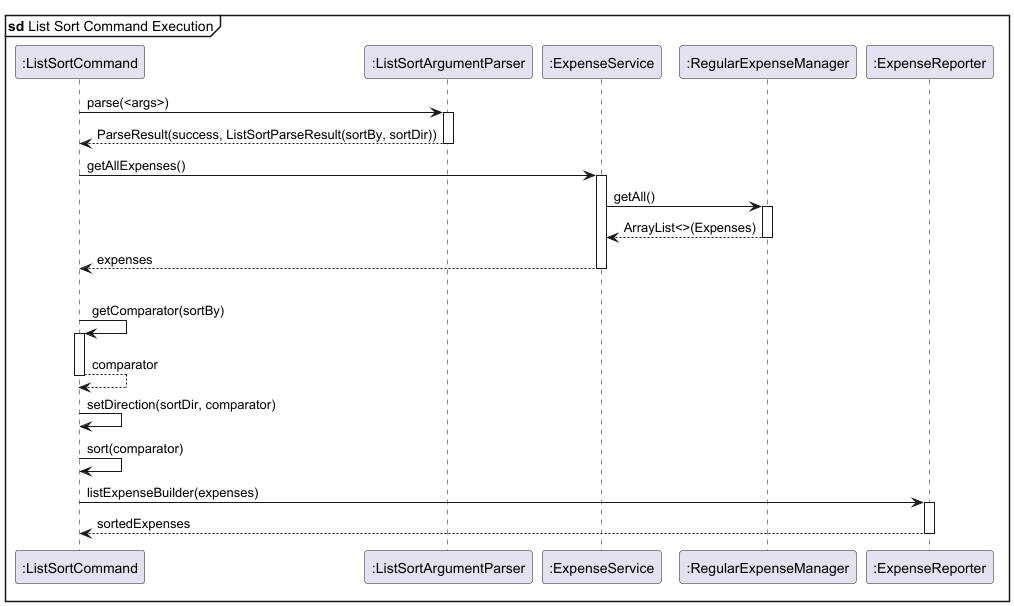 sd List Sort Command Execution
:ListSortCommand :ListSortArgumentParser :ExpenseService :RegularExpenseManager :ExpenseReporter
parse(<args>)
ParseResult(success, ListSortParseResult(sortBy, sortDir))
getAllExpenses()
getAll()
ArrayList<>(Expenses)
expenses
getComparator(sortBy)
comparator
setDirection(sortDir, comparator)
sort(comparator)
listExpenseBuilder(expenses)
sortedExpenses
:ListSortCommand :ListSortArgumentParser :ExpenseService :RegularExpenseManager :ExpenseReporter